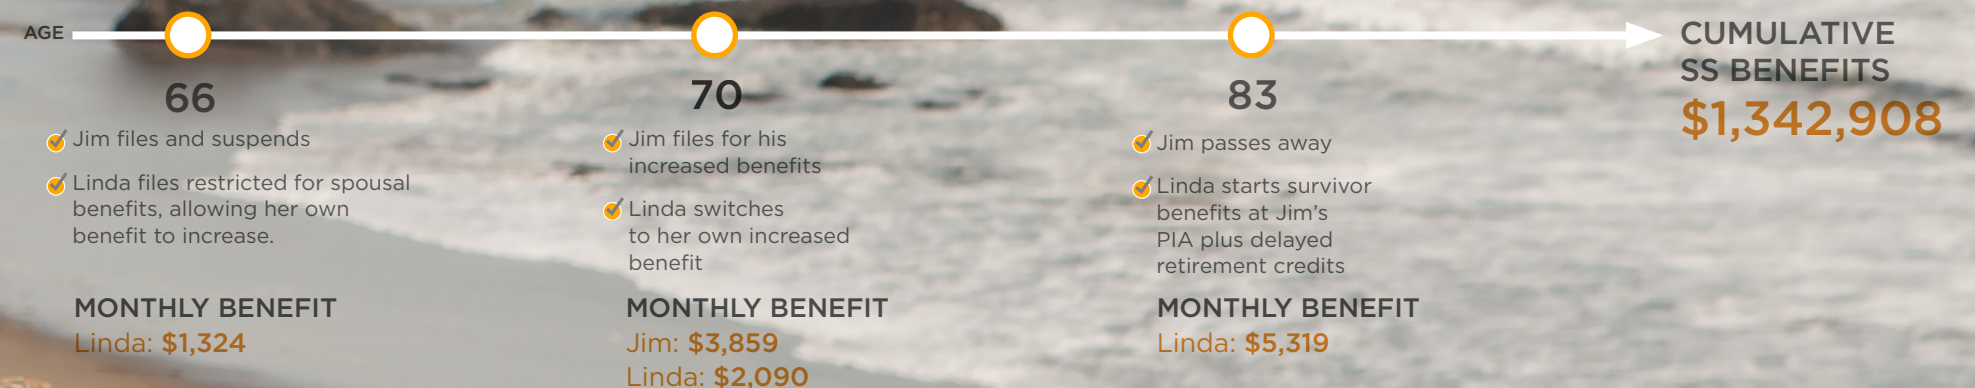 AGE
66
Jim files and suspends
Linda files restricted for spousal
benefits, allowing her own
benefit to increase.
MONTHLY BENEFIT
Linda: $1,324
70
Jim files for his
increased benefits
Linda switches
to her own increased
benefit
MONTHLY BENEFIT
Jim: $3,859
Linda: $2,090
83
Jim passes away
Linda starts survivor
benefits at Jim’s
PIA plus delayed
retirement credits
MONTHLY BENEFIT
Linda: $5,319
CUMULATIVE
SS BENEFITS
$1,342,908